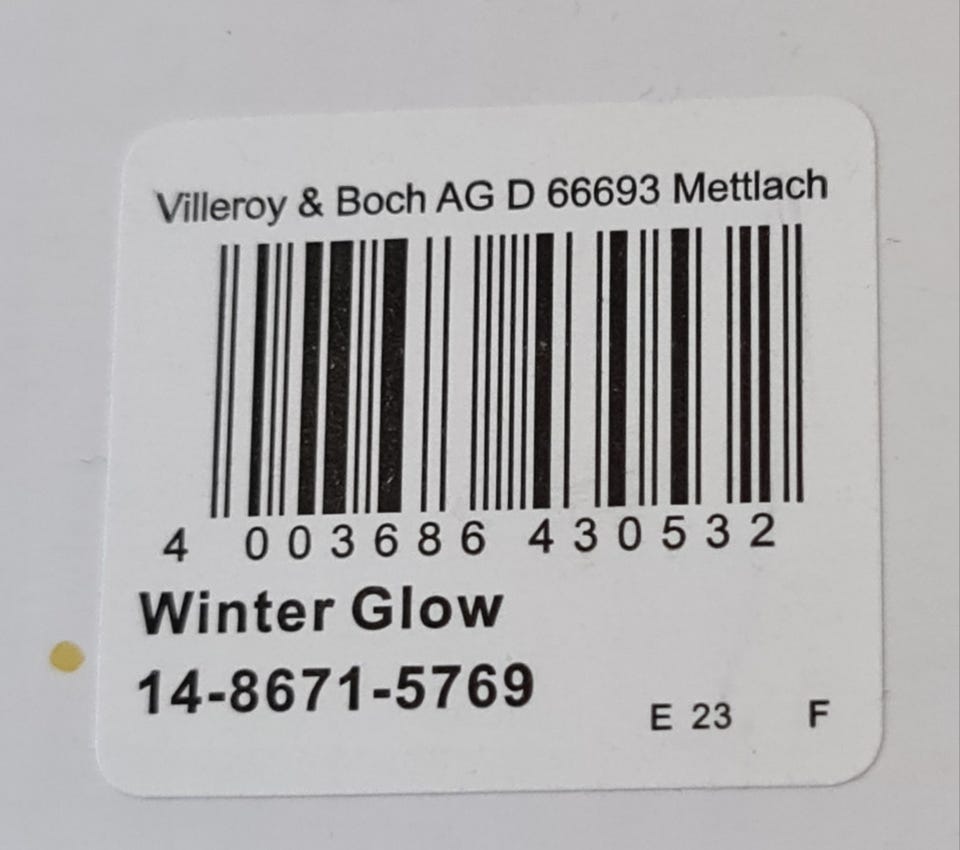 Villeroy & Boch AG D 66693 Mettlach
4 003686 430532
Winter Glow
14-8671-5769
E 23 F